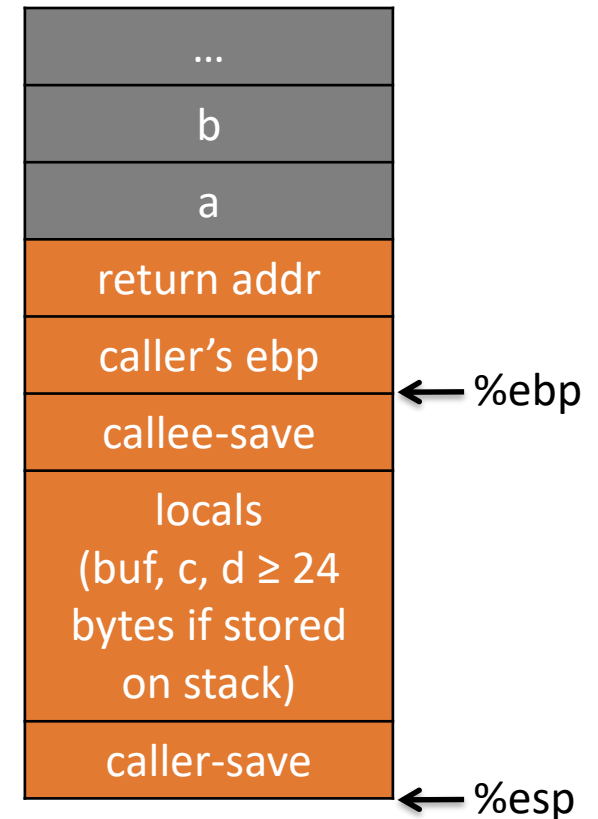 …
b
a
return addr
caller’s ebp
%ebp
callee-save
locals
(buf, c, d ≥ 24
bytes if stored
on stack)
caller-save
%esp